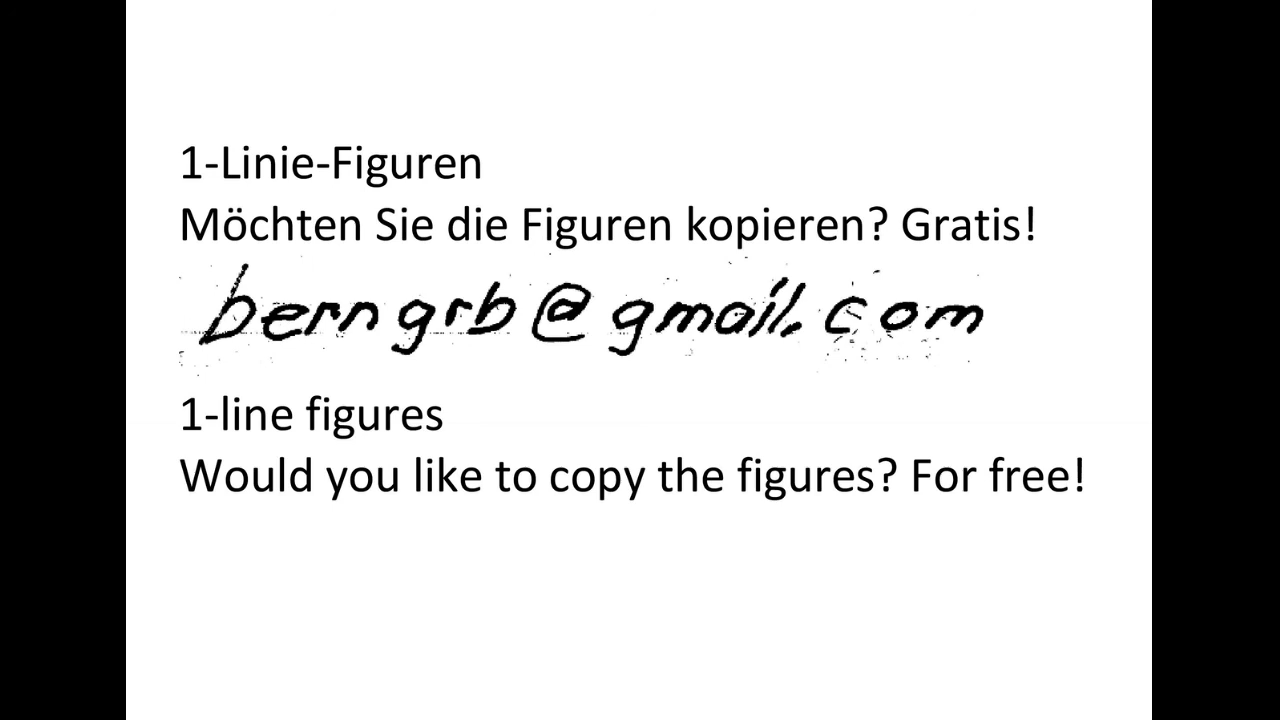 1-Linie-Figuren
Möchten Sie die Figuren kopieren? Gratis!
berngrb@gmail.com
1-line figures
Would you like to copy the figures? For free!